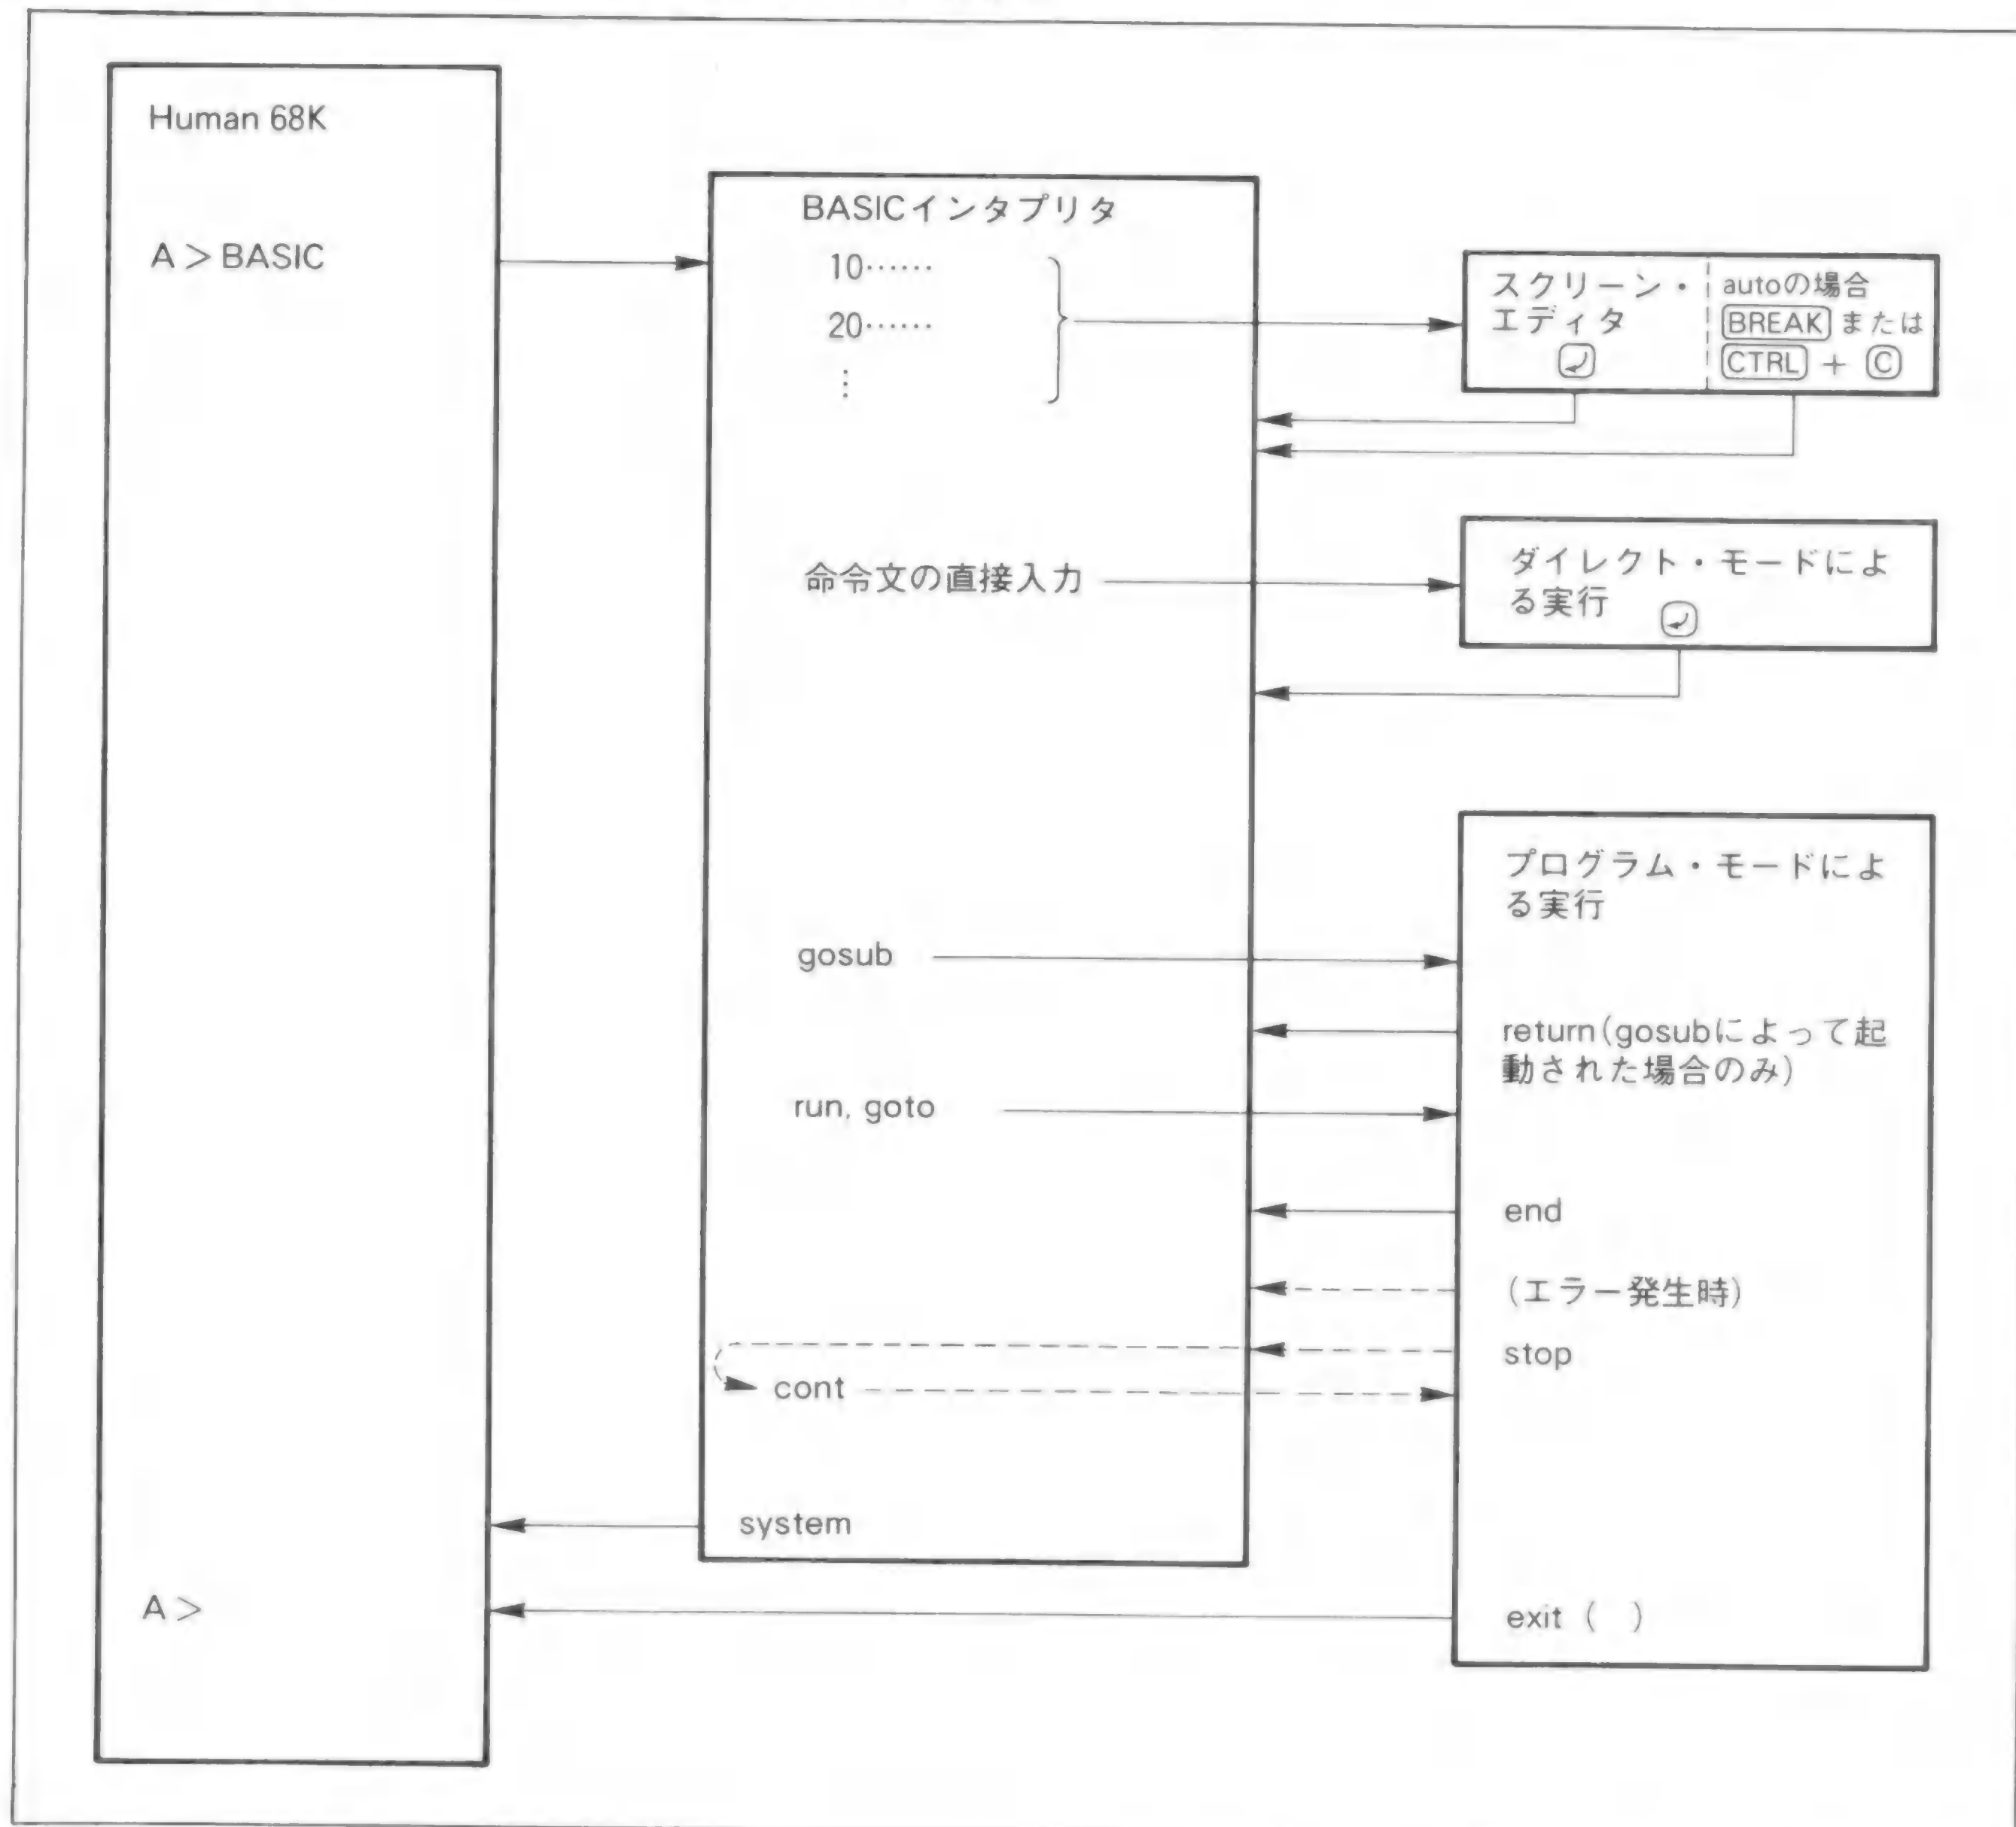 Human 68K
A > BASIC
A >
BASICインタプリタ
10……
20……
⋮
命令文の直接入力
gosub
run, goto
cont
system
スクリーン・
エディタ
autoの場合
BREAK または
CTRL + C
ダイレクト・モードによ
る実行
プログラム・モードによ
る実行
return(gosubによって起
動された場合のみ)
end
(エラー発生時)
stop
exit (   )